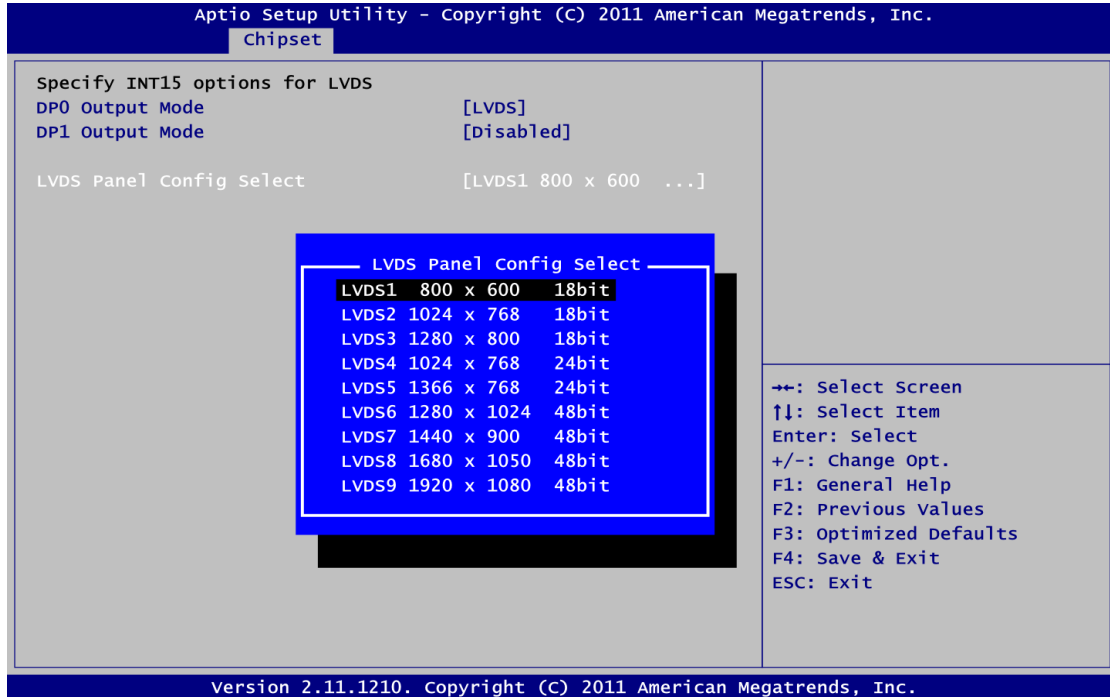 Aptio Setup Utility - Copyright (C) 2011 American Megatrends, Inc.
Chipset
Specify INT15 options for LVDS
DP0 Output Mode [LVDS]
DP1 Output Mode [Disabled]
LVDS Panel Config Select [LVDS1 800 x 600 ...]
LVDS Panel Config Select
LVDS1 800 x 600 18bit
LVDS2 1024 x 768 18bit
LVDS3 1280 x 800 18bit
LVDS4 1024 x 768 24bit
LVDS5 1366 x 768 24bit
LVDS6 1280 x 1024 48bit
LVDS7 1440 x 900 48bit
LVDS8 1680 x 1050 48bit
LVDS9 1920 x 1080 48bit
→←: Select Screen
↑↓: Select Item
Enter: Select
+/-: Change Opt.
F1: General Help
F2: Previous Values
F3: Optimized Defaults
F4: Save & Exit
ESC: Exit
Version 2.11.1210. Copyright (C) 2011 American Megatrends, Inc.